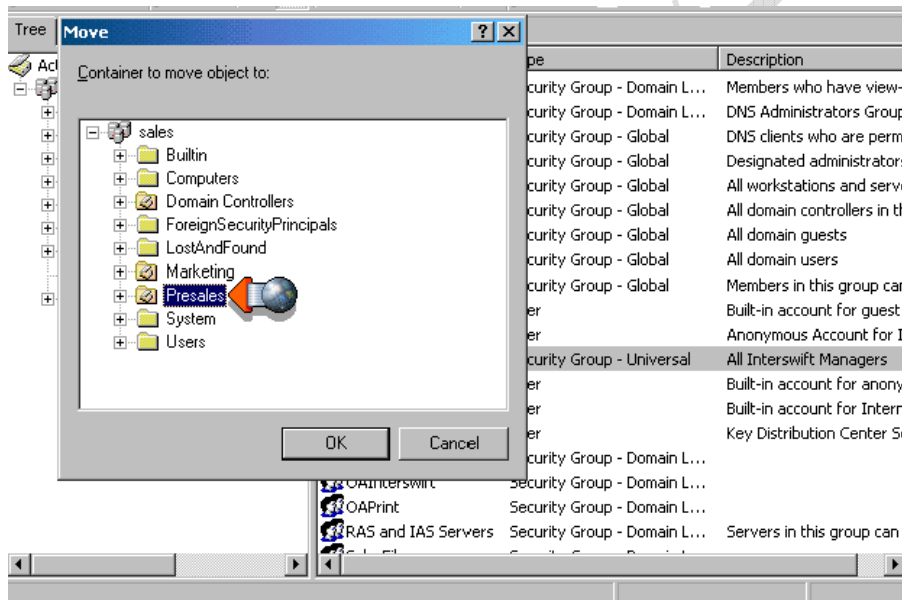 Tree
Move
Container to move object to:
sales
Builtin
Computers
Domain Controllers
ForeignSecurityPrincipals
LostAndFound
Marketing
Presales
System
Users
OK Cancel
Description
curity Group - Domain L... Members who have view-
curity Group - Domain L... DNS Administrators Group
curity Group - Global DNS clients who are perm
curity Group - Global Designated administrators
curity Group - Global All workstations and serve
curity Group - Global All domain controllers in th
curity Group - Global All domain guests
curity Group - Global All domain users
curity Group - Global Members in this group can
er Built-in account for guest
er Anonymous Account for I
curity Group - Universal All Interswift Managers
er Built-in account for anony
er Built-in account for Intern
er Key Distribution Center Se
curity Group - Domain L...
OAInterswift Security Group - Domain L...
OAPrint Security Group - Domain L...
RAS and IAS Servers Security Group - Domain L... Servers in this group can